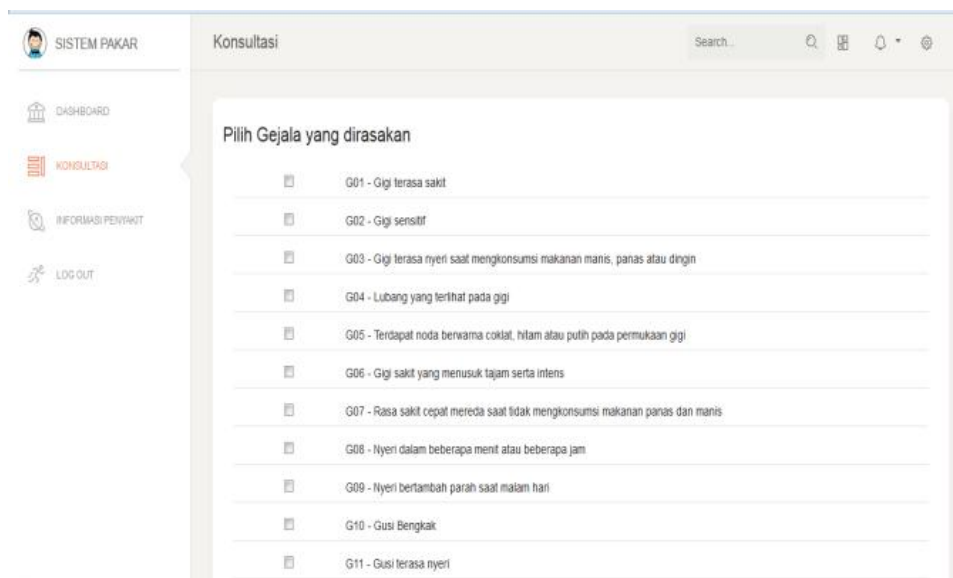 SISTEM PAKAR
Konsultasi
Search...
DASHBOARD
KONSULTASI
INFORMASI PENYAKIT
LOG OUT
Pilih Gejala yang dirasakan
G01 - Gigi terasa sakit
G02 - Gigi sensitif
G03 - Gigi terasa nyeri saat mengkonsumsi makanan manis, panas atau dingin
G04 - Lubang yang terlihat pada gigi
G05 - Terdapat noda berwarna coklat, hitam atau putih pada permukaan gigi
G06 - Gigi sakit yang menusuk tajam serta intens
G07 - Rasa sakit cepat mereda saat tidak mengkonsumsi makanan panas dan manis
G08 - Nyeri dalam beberapa menit atau beberapa jam
G09 - Nyeri bertambah parah saat malam hari
G10 - Gusi Bengkak
G11 - Gusi terasa nyeri